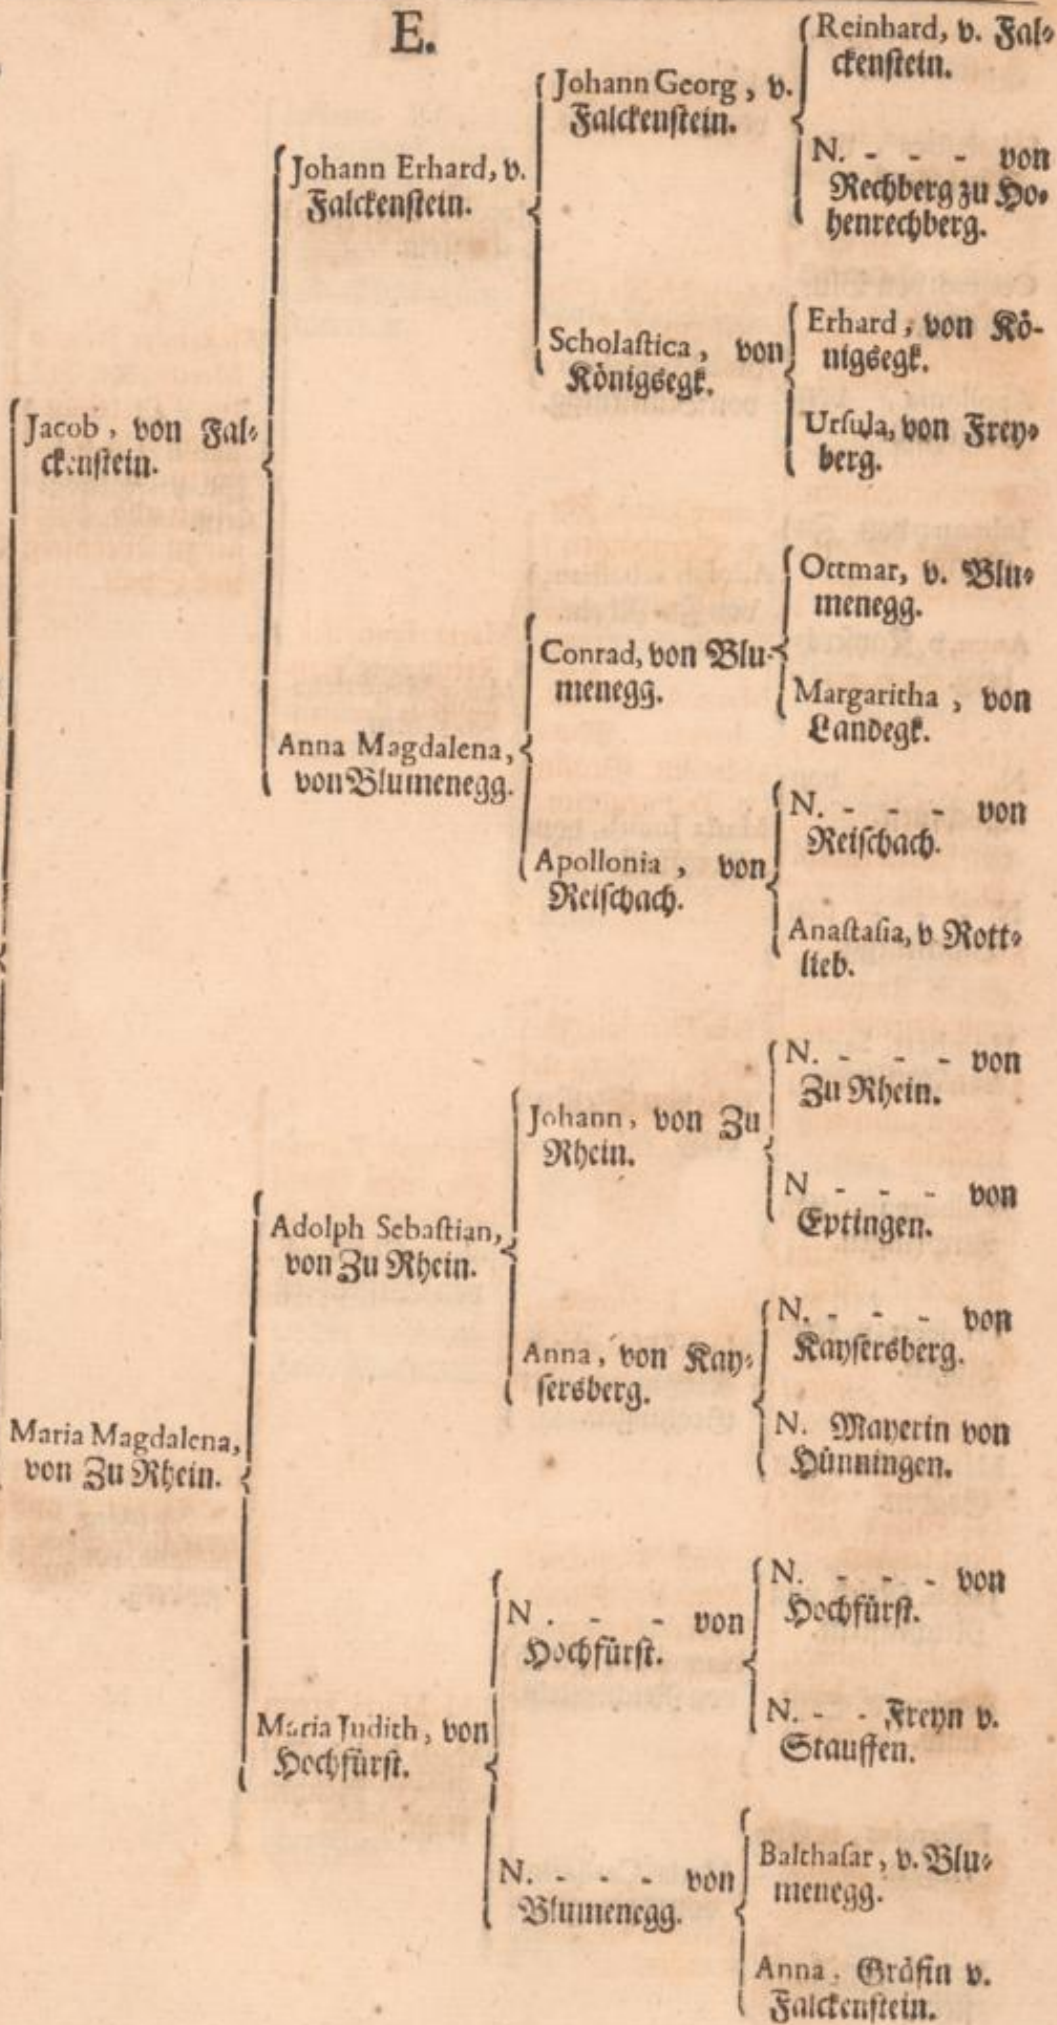 E.
Jacob, von Fal⸗
ckenstein.
Maria Magdalena,
von Zu Rhein.
Johann Erhard, v.
Falckenstein.
Anna Magdalena,
von Blumenegg.
Adolph Sebaſtian,
von Zu Rhein.
Maria Judith, von
Hochfürst.
Johann Georg, v.
Falckenstein.
Scholaſtica, von
Königsegk.
Conrad, von Blu⸗
menegg.
Apollonia, von
Reiſchach.
Johann, von Zu
Rhein.
Anna, von Kay⸗
ſersberg.
N. - - von
Hochfürst.
N. - - - von
Blumenegg.
Reinhard, v. Fal⸗
ckenstein.
N. - - - von
Rechberg zu Ho⸗
henrechberg.
Erhard, von Kö-
nigsegk.
Urſula, von Frey⸗
berg.
Ottmar, v. Blu⸗
menegg.
Margaritha, von
Landegk.
N. - - - von
Reiſchach.
Anaſtaſia, v Rott⸗
lieb.
N. - - - von
Zu Rhein.
N - - - von
Eptingen.
N. - - - von
Kayſersberg.
N. Mayerin von
Hünningen.
N. - - - von
Hochfürst.
N. - - Freyn v.
Stauffen.
Balthaſar, v. Blu⸗
menegg.
Anna, Gräfin v.
Falckenstein.